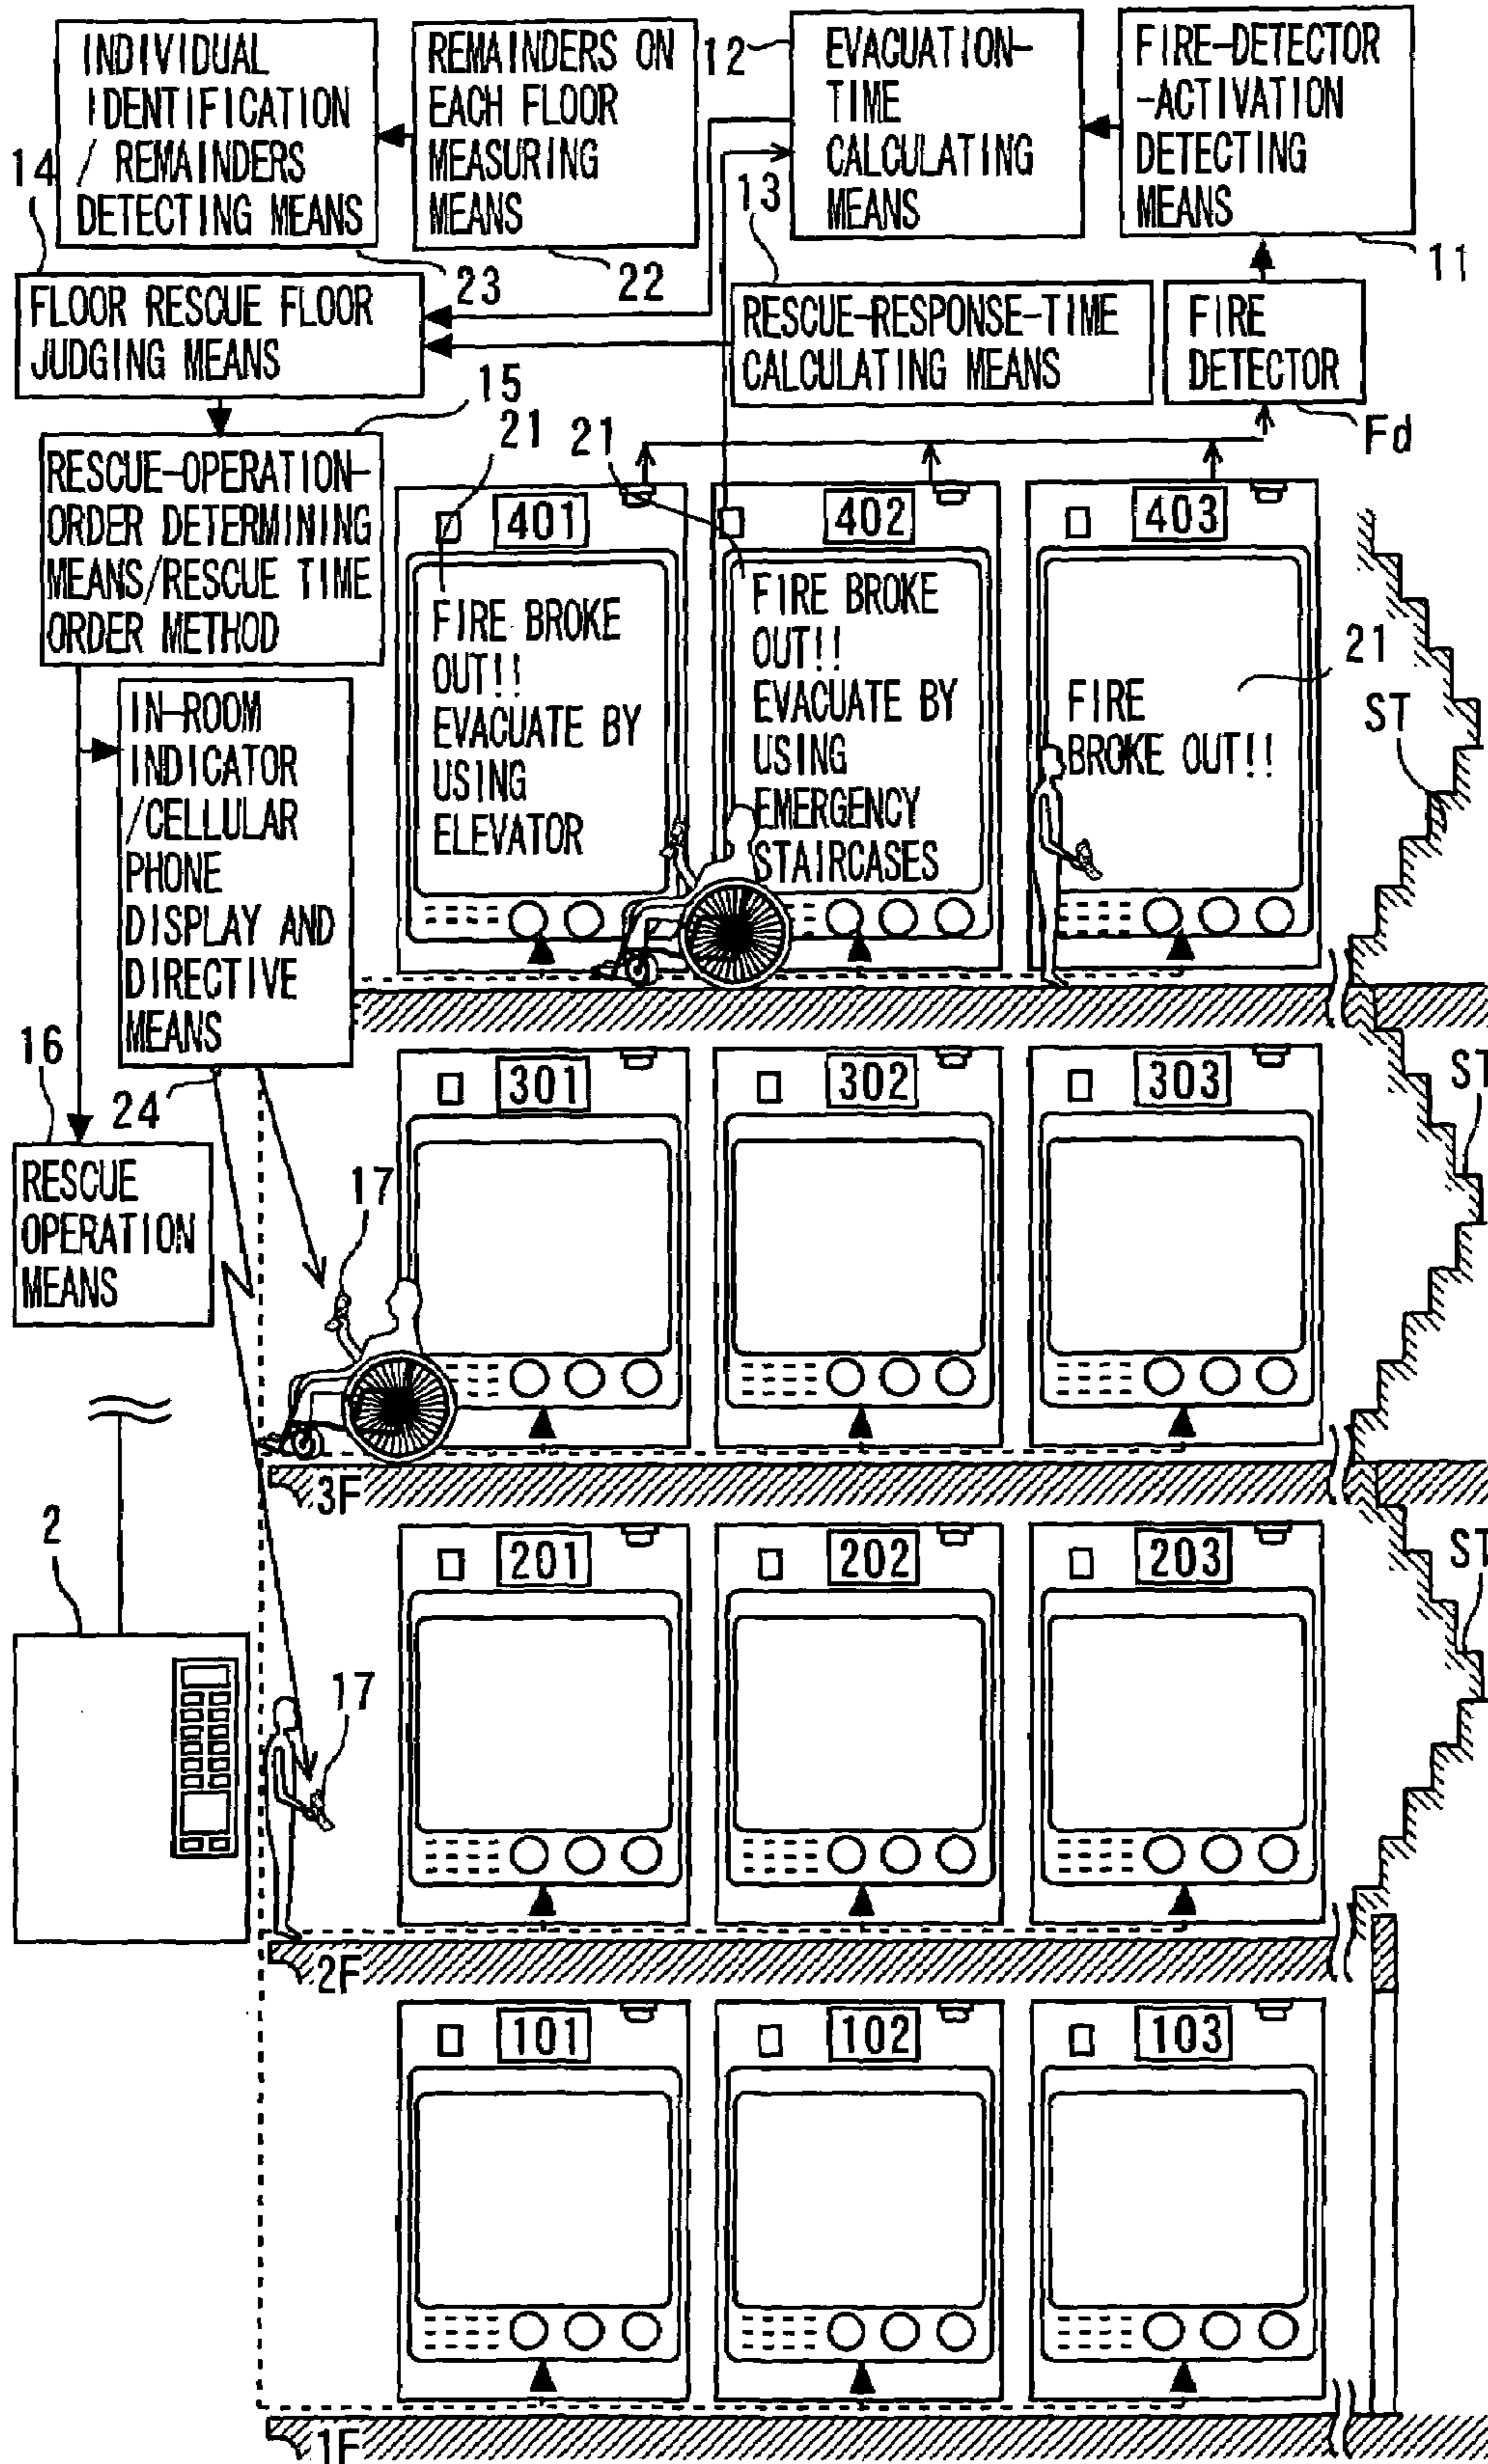 INDIVIDUAL
IDENTIFICATION
/ REMAINDERS
DETECTING MEANS
REMAINDERS ON
EACH FLOOR
MEASURING
MEANS
12
EVACUATION-
TIME
CALCULATING
MEANS
FIRE-DETECTOR
-ACTIVATION
DETECTING
MEANS
14
13
23
22
11
FLOOR RESCUE FLOOR
JUDGING MEANS
RESCUE-RESPONSE-TIME
CALCULATING MEANS
FIRE
DETECTOR
15
21
21
Fd
RESCUE-OPERATION-
ORDER DETERMINING
MEANS/RESCUE TIME
ORDER METHOD
401
402
403
FIRE BROKE
OUT!!
EVACUATE BY
USING
ELEVATOR
FIRE BROKE
OUT!!
EVACUATE BY
USING
EMERGENCY
STAIRCASES
FIRE
BROKE OUT!!
21
ST
IN-ROOM
INDICATOR
/CELLULAR
PHONE
DISPLAY AND
DIRECTIVE
MEANS
16
24
301
302
303
ST
RESCUE
OPERATION
MEANS
17
3F
2
201
202
203
ST
17
2F
101
102
103
1F